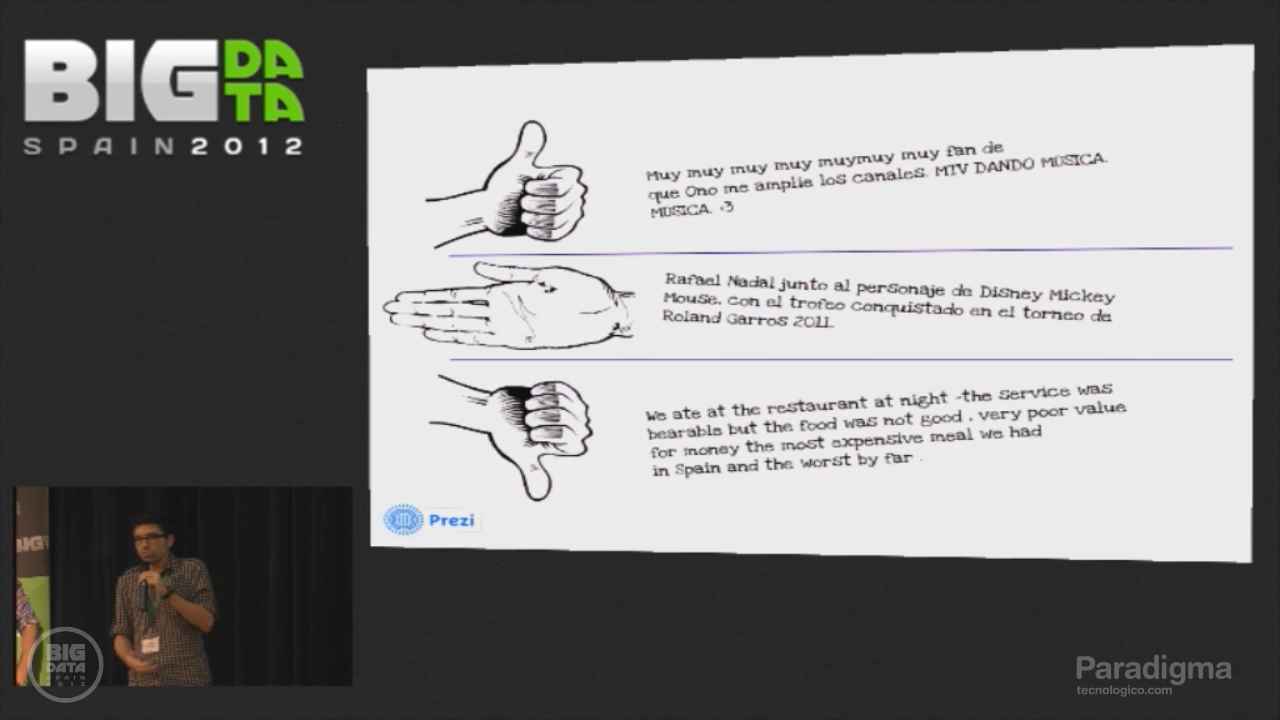 BIG DATA
SPAIN 2012
Muy muy muy muy muymuy muy fan de
que Ono me amplie los canales. MTV DANDO MUSICA.
MUSICA. <3
Rafael Nadal junto al personaje de Disney Mickey
Mouse, con el trofeo conquistado en el torneo de
Roland Garros 2011.
We ate at the restaurant at night -the service was
bearable but the food was not good , very poor value
for money the most expensive meal we had
in Spain and the worst by far .
Prezi
BIG
DATA
SPAIN
2012
Paradigma
tecnologico.com